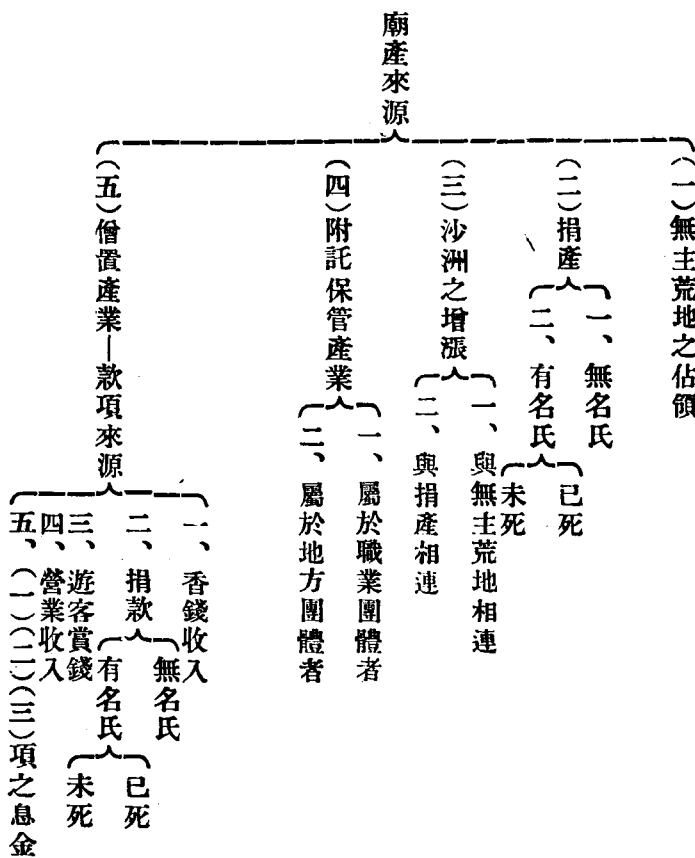 廟產來源
(一)無主荒地之佔領
(二)捐產
一、無名氏
二、有名氏
已死
未死
(三)沙洲之增漲
一、與無主荒地相連
二、與捐產相連
(四)附託保管產業
一、屬於職業團體者
二、屬於地方團體者
(五)僧置產業—款項來源
一、香錢收入
二、捐款
無名氏
有名氏
已死
未死
三、遊客賞錢
四、營業收入
五、(一)(二)(三)項之息金